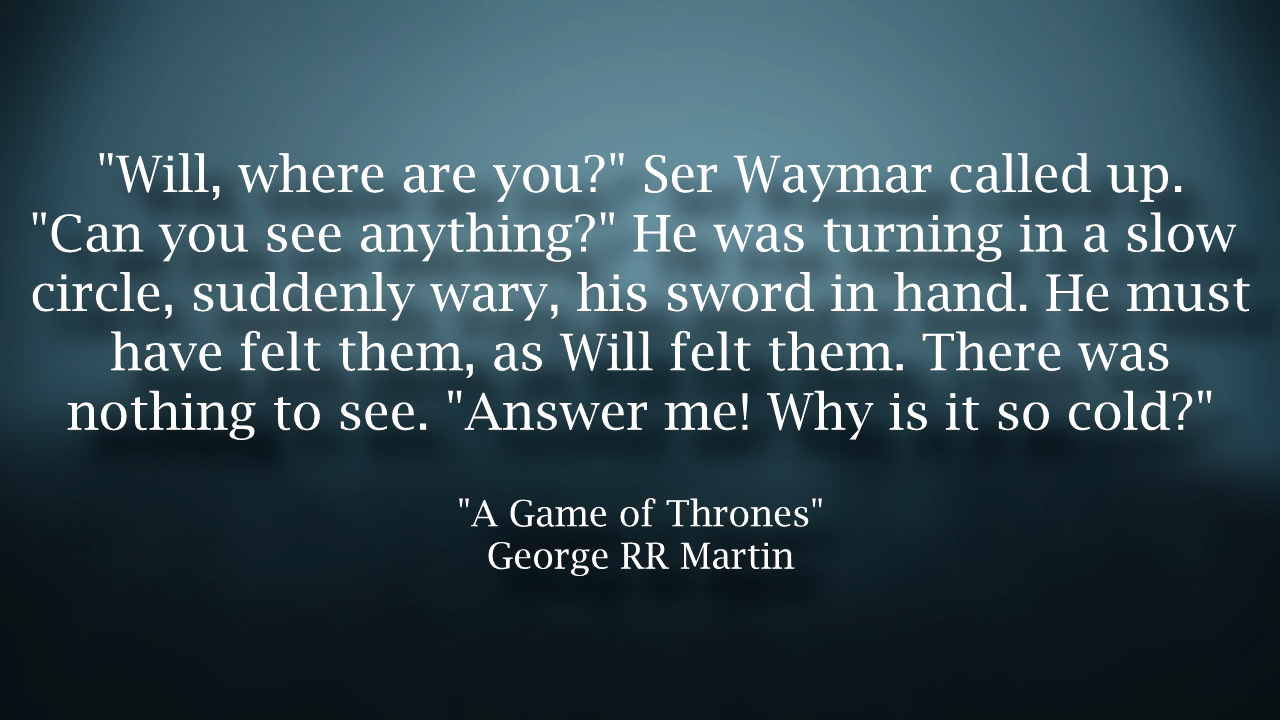 "Will, where are you?" Ser Waymar called up.
"Can you see anything?" He was turning in a slow
circle, suddenly wary, his sword in hand. He must
have felt them, as Will felt them. There was
nothing to see. "Answer me! Why is it so cold?"
"A Game of Thrones"
George RR Martin